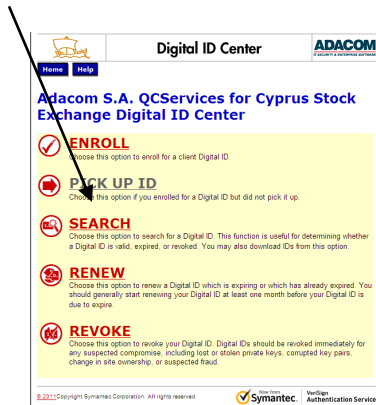 Digital ID Center
ADACOM
IT SECURITY & ENTERPRISE SOFTWARE
Home Help
Adacom S.A. QCServices for Cyprus Stock
Exchange Digital ID Center
ENROLL
Choose this option to enroll for a client Digital ID.
PICK UP ID
Choose this option if you enrolled for a Digital ID but did not pick it up.
SEARCH
Choose this option to search for a Digital ID. This function is useful for determining whether
a Digital ID is valid, expired, or revoked. You may also download IDs from this option.
RENEW
Choose this option to renew a Digital ID which is expiring or which has already expired. You
should generally start renewing your Digital ID at least one month before your Digital ID is
due to expire.
REVOKE
Choose this option to revoke your Digital ID. Digital IDs should be revoked immediately for
any suspected compromise, including lost or stolen private keys, corrupted key pairs,
change in site ownership, or suspected fraud.
© 2011Copyright Symantec Corporation All rights reserved
Now from
Symantec.
VeriSign
Authentication Service